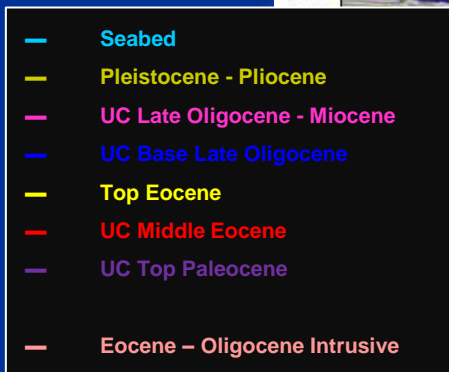 Seabed
Pleistocene - Pliocene
UC Late Oligocene - Miocene
UC Base Late Oligocene
Top Eocene
UC Middle Eocene
UC Top Paleocene
Eocene – Oligocene Intrusive